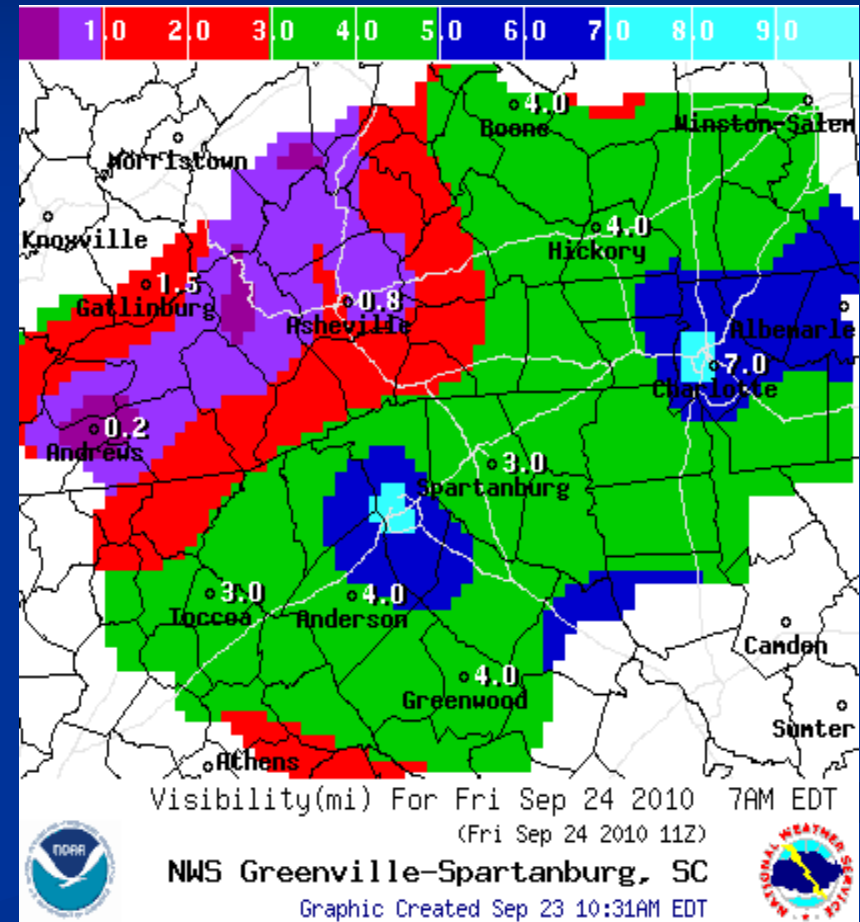 1.0 2.0 3.0 4.0 5.0 6.0 7.0 8.0 9.0
4.0
Boone
Winston-Salem
Morristown
Knoxville
4.0
Hickory
1.5
Gatlinburg
0.8
Asheville
Albemarle
7.0
Charlotte
0.2
Andrews
3.0
Spartanburg
3.0
Toccoa
4.0
Anderson
Camden
4.0
Greenwood
Sumter
Athens
Visibility(mi) For Fri Sep 24 2010 7AM EDT
(Fri Sep 24 2010 11Z)
NOAA
NWS Greenville-Spartanburg, SC
NATIONAL WEATHER SERVICE
Graphic Created Sep 23 10:31AM EDT